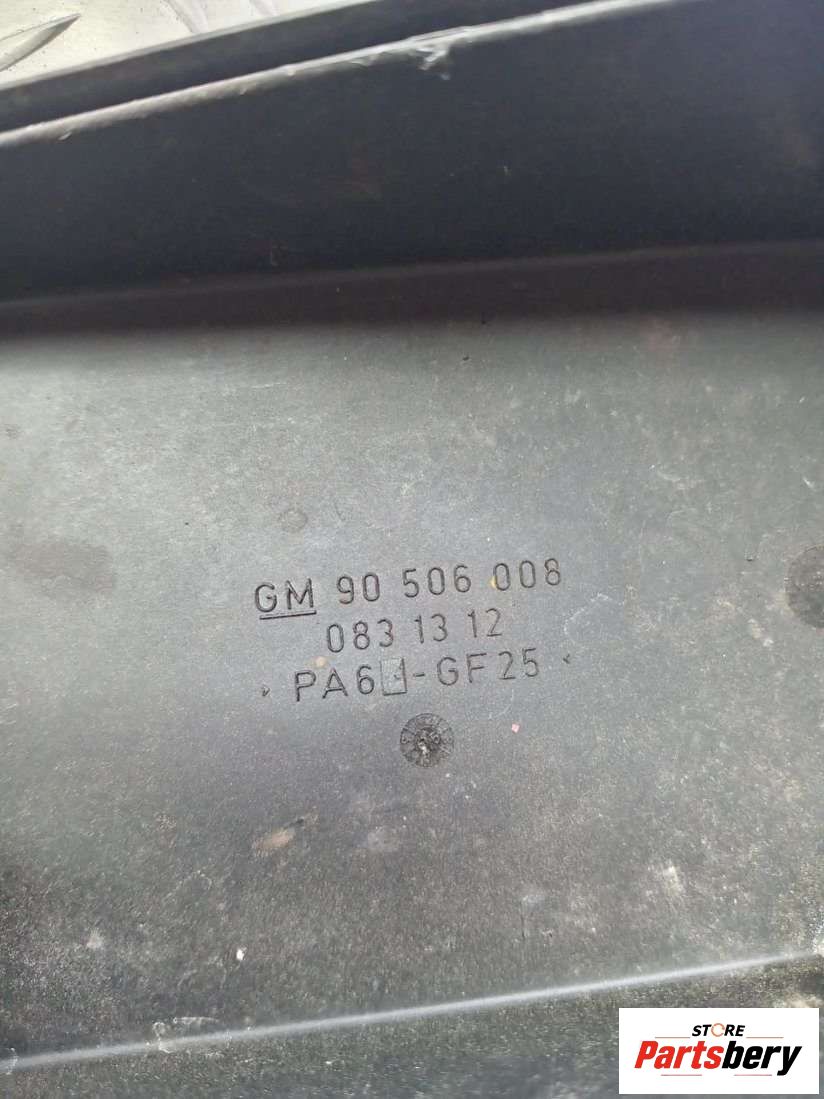 GM 90 506 008
083 13 12
PA6-GF25
STORE
Partsbery